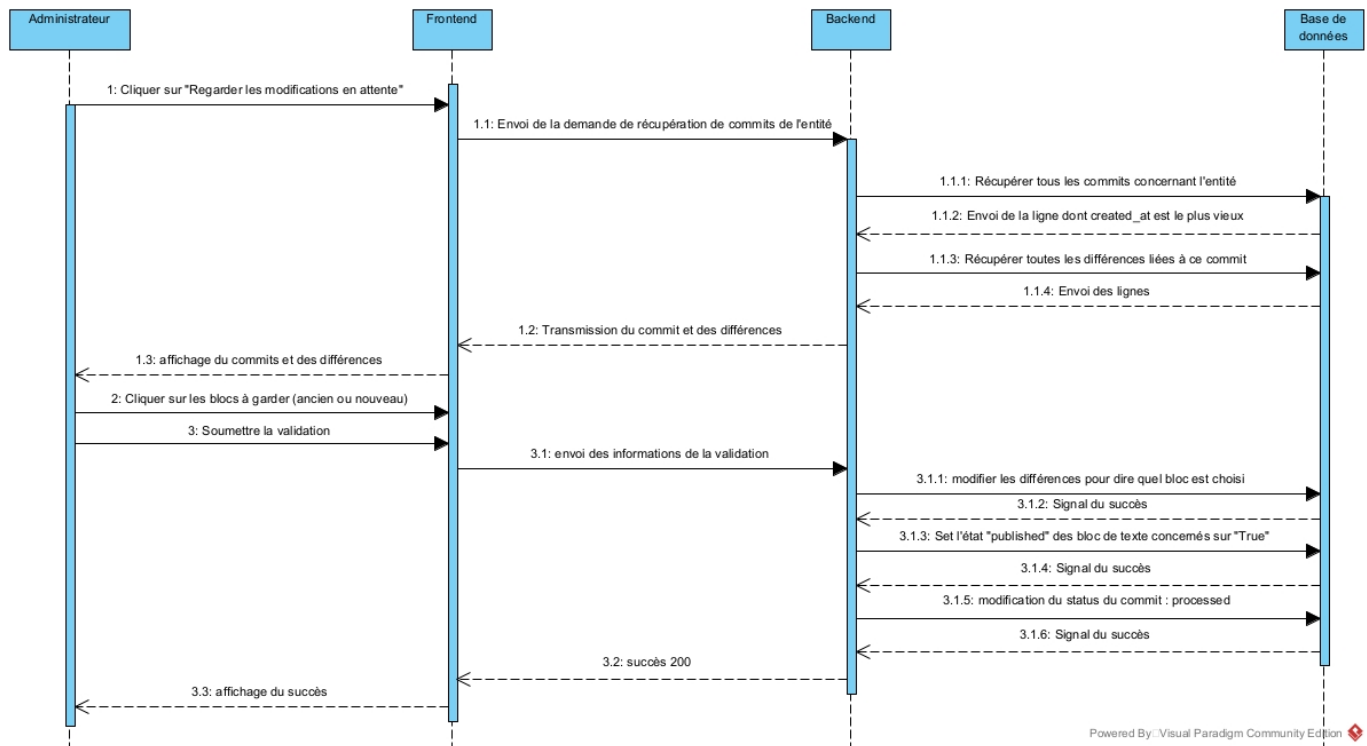 Administrateur
Frontend
Backend
Base de
données
1: Cliquer sur "Regarder les modifications en attente"
1.1: Envoi de la demande de récupération de commits de l'entité
1.1.1: Récupérer tous les commits concernant l'entité
1.1.2: Envoi de la ligne dont created_at est le plus vieux
1.1.3: Récupérer toutes les différences liées à ce commit
1.1.4: Envoi des lignes
1.2: Transmission du commit et des différences
1.3: affichage du commits et des différences
2: Cliquer sur les blocs à garder (ancien ou nouveau)
3: Soumettre la validation
3.1: envoi des informations de la validation
3.1.1: modifier les différences pour dire quel bloc est choisi
3.1.2: Signal du succès
3.1.3: Set l'état "published" des bloc de texte concernés sur "True"
3.1.4: Signal du succès
3.1.5: modification du status du commit : processed
3.1.6: Signal du succès
3.2: succès 200
3.3: affichage du succès
Powered By Visual Paradigm Community Edition